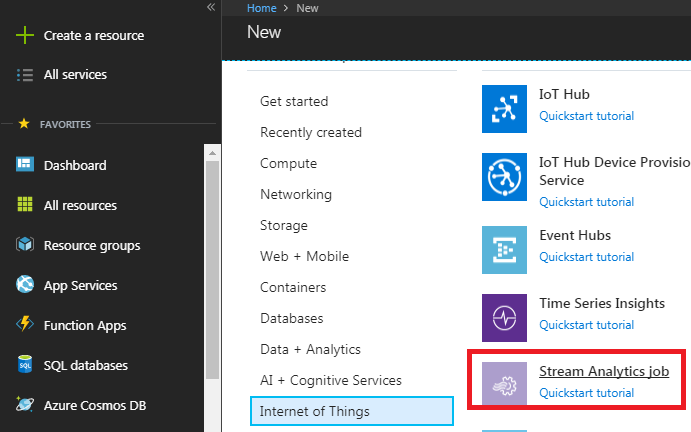 Create a resource
All services
FAVORITES
Dashboard
All resources
Resource groups
App Services
Function Apps
SQL databases
Azure Cosmos DB
Home > New
New
Get started
Recently created
Compute
Networking
Storage
Web + Mobile
Containers
Databases
Data + Analytics
AI + Cognitive Services
Internet of Things
IoT Hub
Quickstart tutorial
IoT Hub Device Provisio
Service
Quickstart tutorial
Event Hubs
Quickstart tutorial
Time Series Insights
Quickstart tutorial
Stream Analytics job
Quickstart tutorial